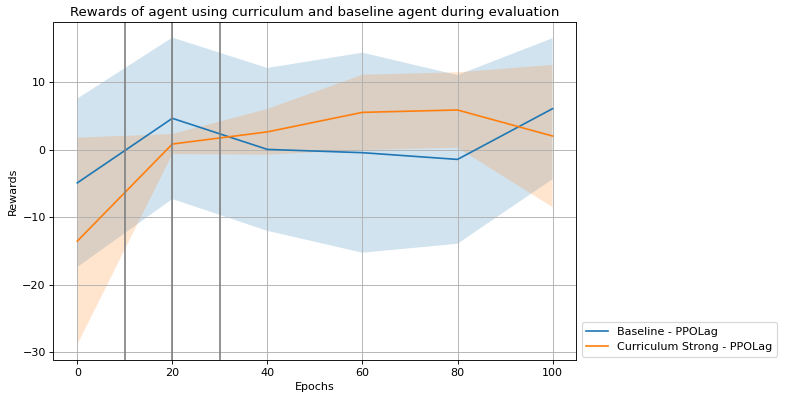 Rewards of agent using curriculum and baseline agent during evaluation
Rewards
10
0
−10
−20
−30
0 20 40 60 80 100
Epochs
Baseline - PPOLag
Curriculum Strong - PPOLag